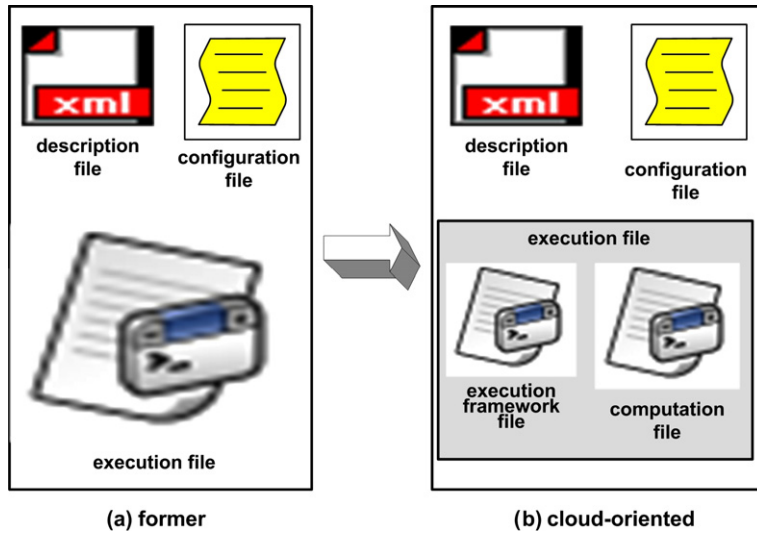 xml
description
file
configuration
file
execution file
(a) former
xml
description
file
configuration
file
execution file
execution
framework
file
computation
file
(b) cloud-oriented